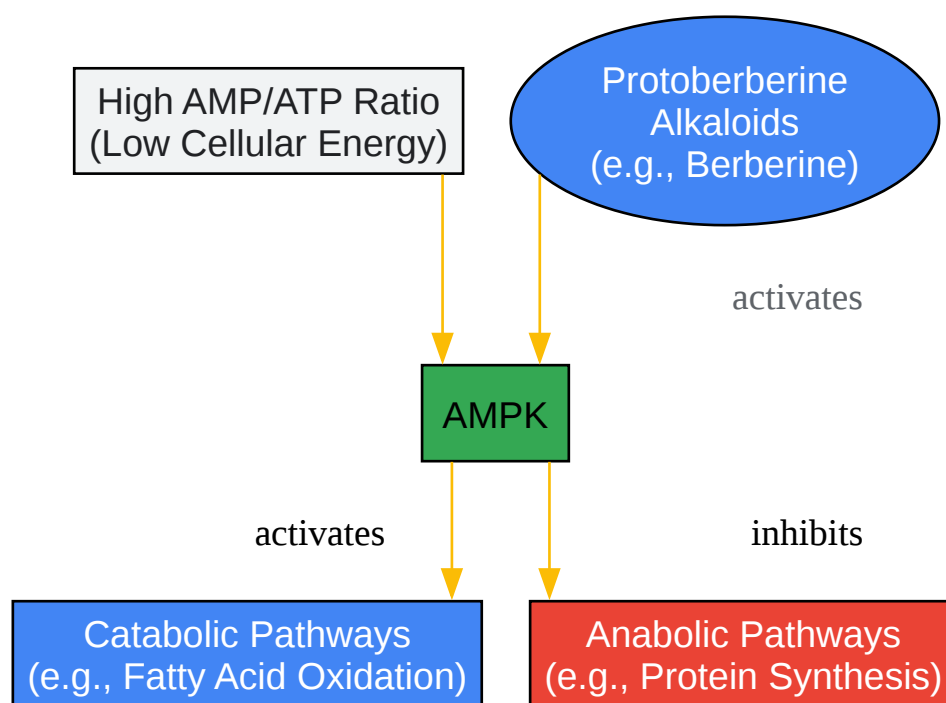 High AMP/ATP Ratio
(Low Cellular Energy)
Protoberberine
Alkaloids
(e.g., Berberine)
activates
AMPK
activates
inhibits
Catabolic Pathways
(e.g., Fatty Acid Oxidation)
Anabolic Pathways
(e.g., Protein Synthesis)